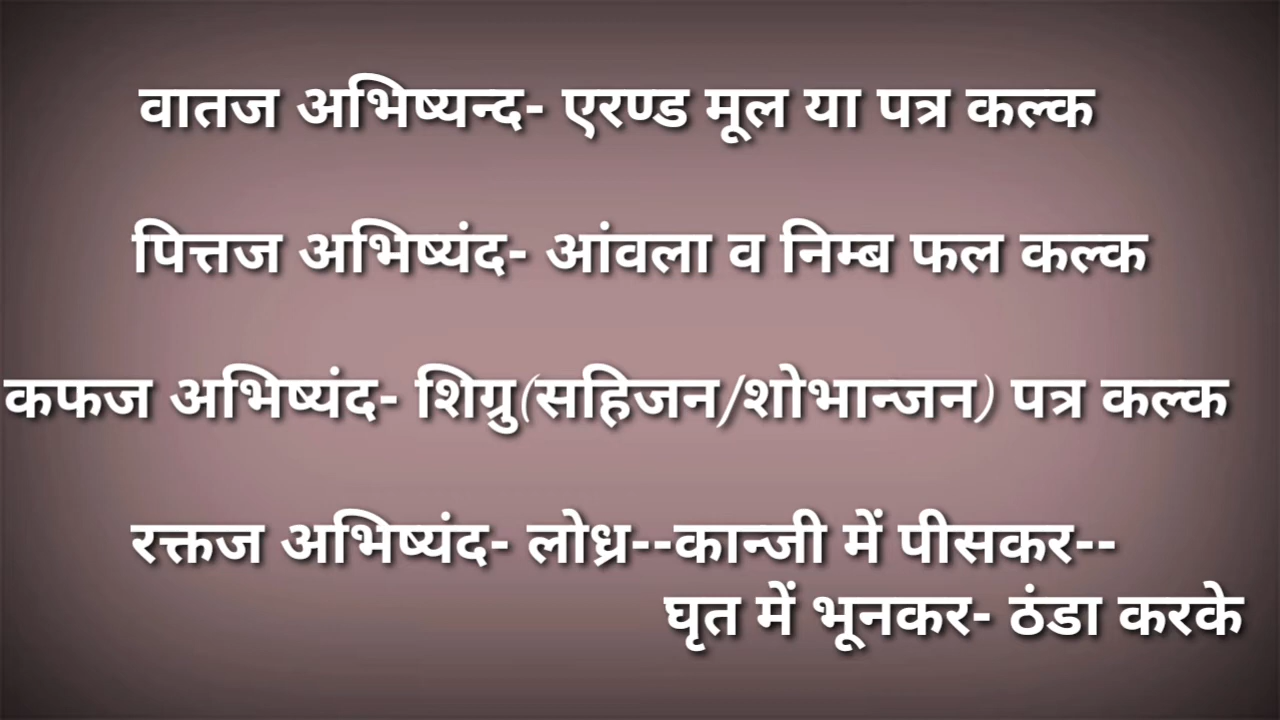 वातज अभिष्यन्द- एरण्ड मूल या पत्र कल्क
पित्तज अभिष्यंद- आंवला व निम्ब फल कल्क
कफज अभिष्यंद- शिग्रु(सहिजन/शोभान्जन) पत्र कल्क
रक्तज अभिष्यंद- लोध्र--कान्जी में पीसकर--
घृत में भूनकर- ठंडा करके